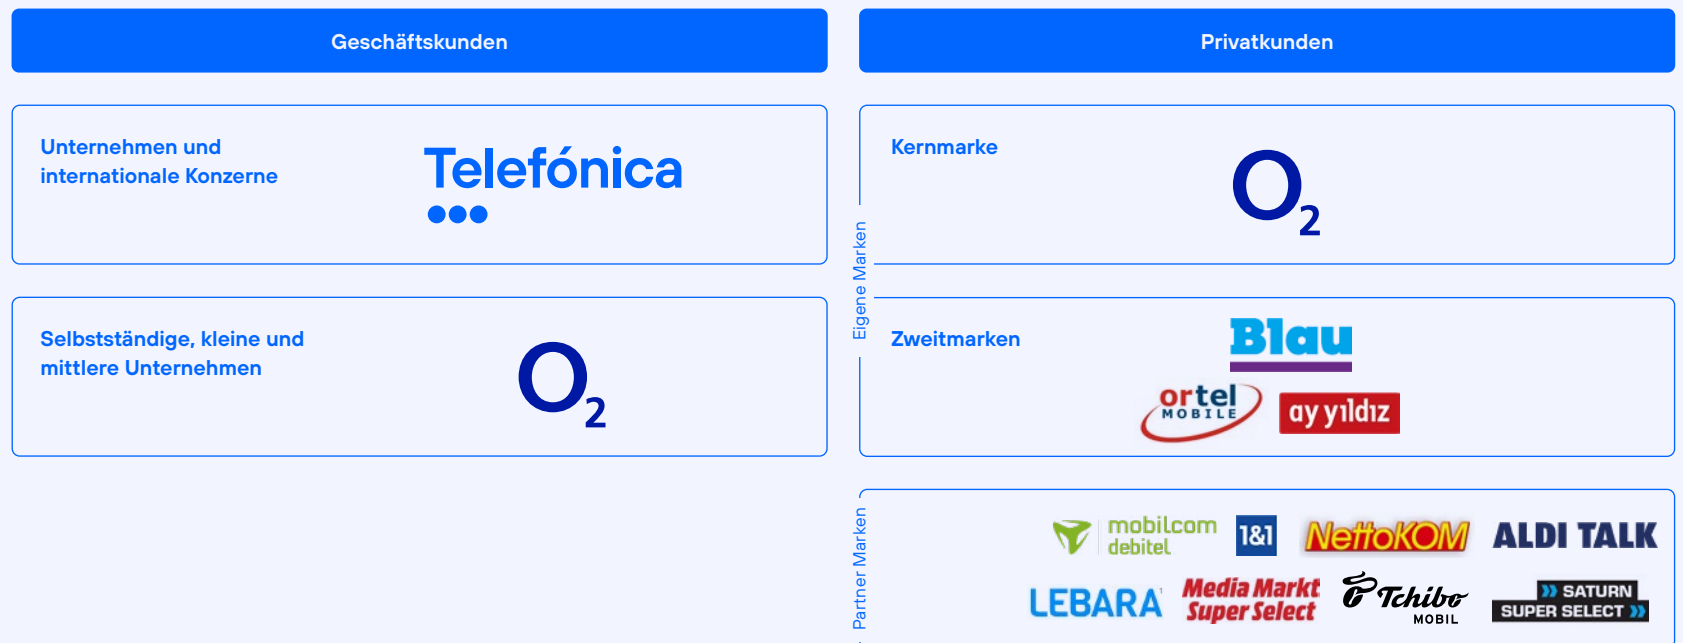 Geschäftskunden
Unternehmen und
internationale Konzerne
Telefónica
Selbstständige, kleine und
mittlere Unternehmen
O2
Privatkunden
Eigene Marken
Kernmarke
O2
Zweitmarken
Blau
ortel
MOBILE
ay yıldız
Partner Marken
mobilcom
debitel
1&1
NettoKOM
ALDI TALK
LEBARA
Media Markt
Super Select
Tchibo
MOBIL
SATURN
SUPER SELECT